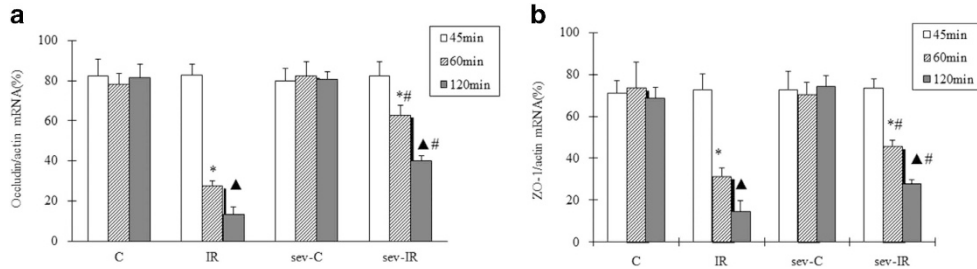 a
Occludin/actin mRNA(%)
100
80
60
40
20
0
45min
60min
120min
*
▲
*#
▲ #
C
IR
sev-C
sev-IR
b
ZO-1/actin mRNA(%)
100
80
60
40
20
0
45min
60min
120min
*
▲
*#
▲ #
C
IR
sev-C
sev-IR